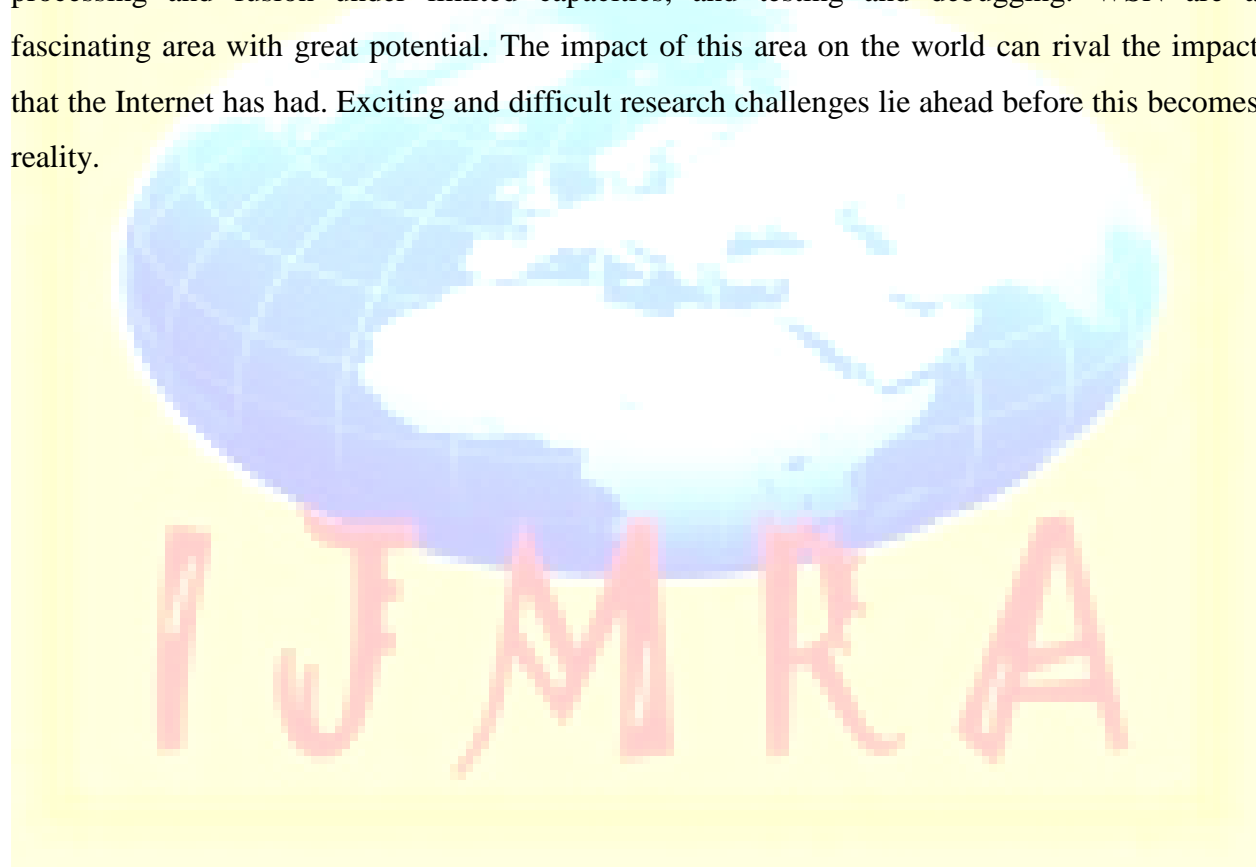 processing and fusion under limited capacities, and testing and debugging. WSN are a
fascinating area with great potential. The impact of this area on the world can rival the impact
that the Internet has had. Exciting and difficult research challenges lie ahead before this becomes
reality.
IJMRA